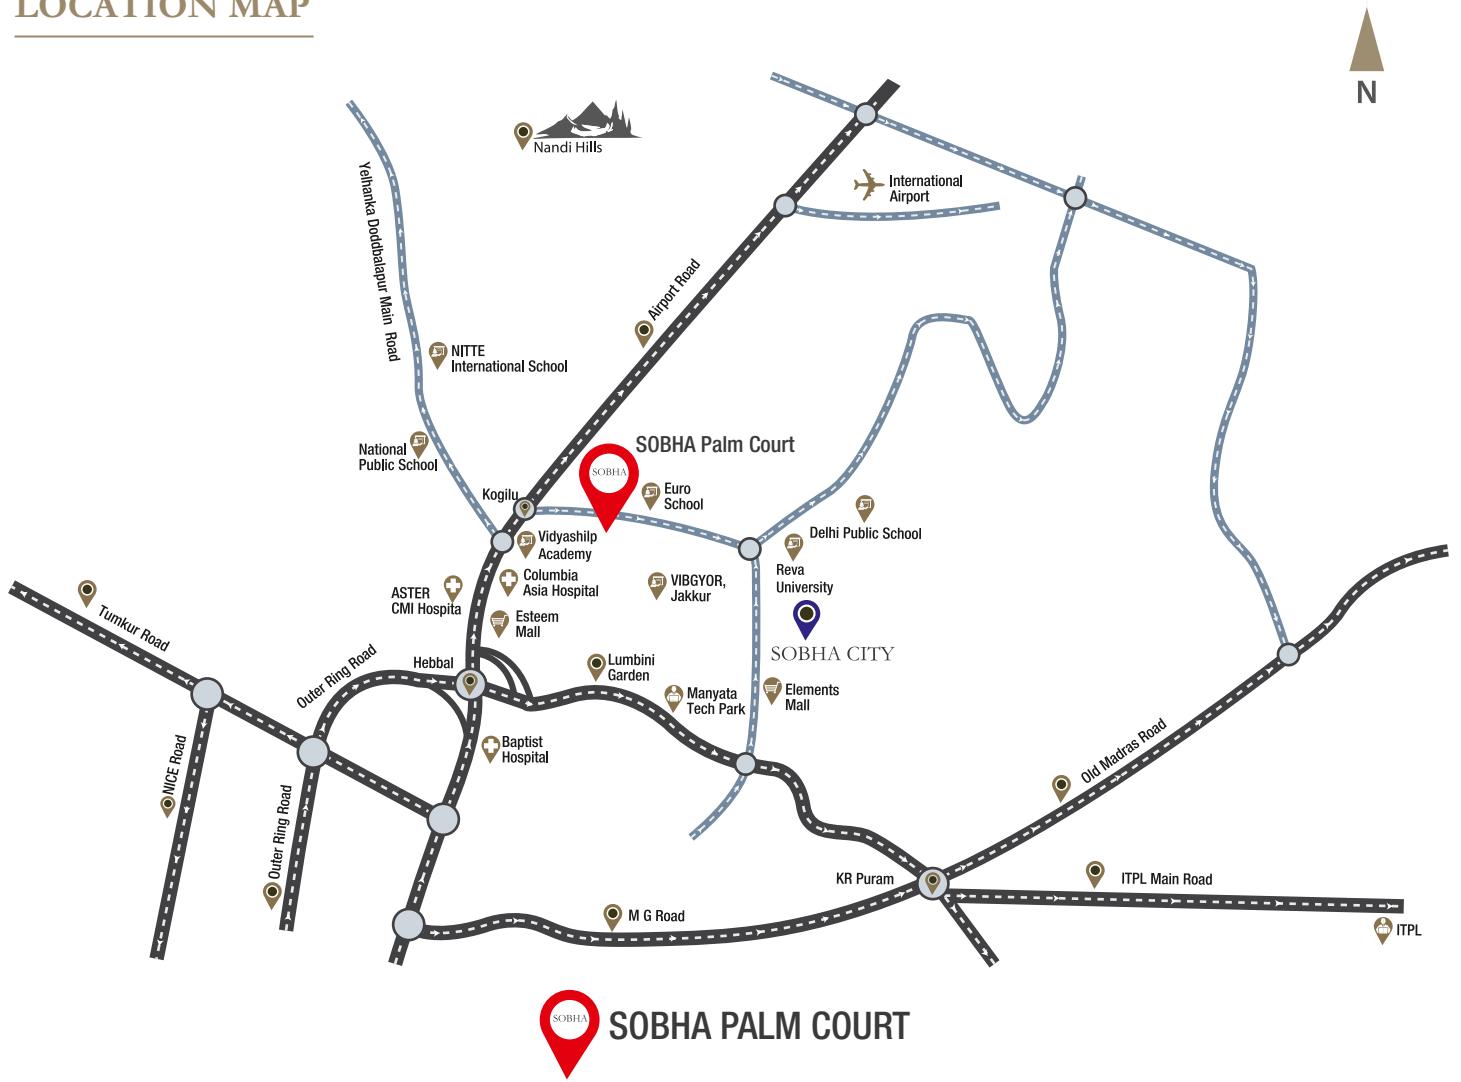 LOCATION MAP
N
Nandi Hills
International
Airport
Yelhanka Doddbalapur Main Road
Airport Road
NITTE
International School
National
Public School
SOBHA Palm Court
SOBHA
Euro
School
Kogilu
Vidyashilp
Academy
Delhi Public School
Reva
University
Columbia
Asia Hospital
VIBGYOR,
Jakkur
ASTER
CMI Hospita
Esteem
Mall
SOBHA CITY
Tumkur Road
Outer Ring Road
Hebbal
Lumbini
Garden
Manyata
Tech Park
Elements
Mall
Baptist
Hospital
NICE Road
Outer Ring Road
Old Madras Road
KR Puram
ITPL Main Road
M G Road
ITPL
SOBHA
SOBHA PALM COURT